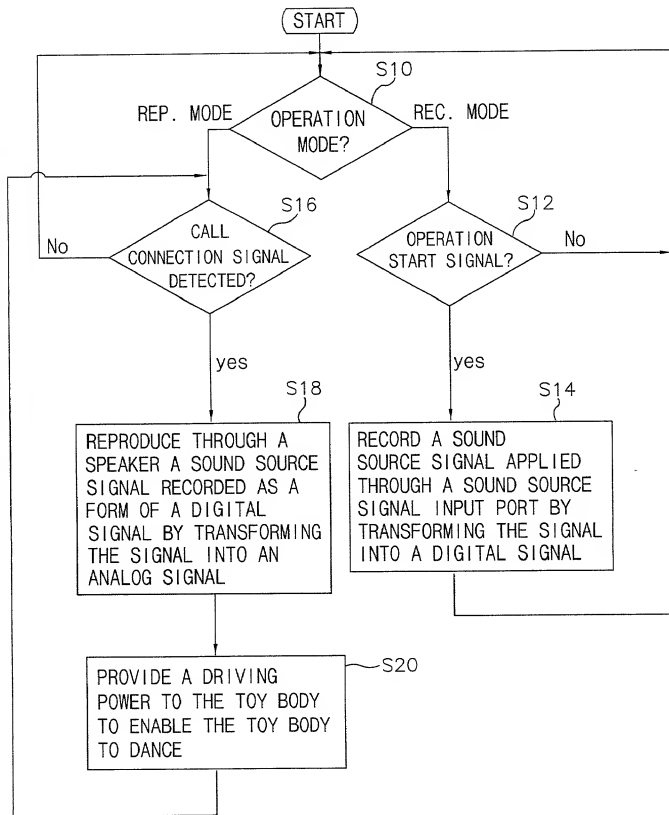 START
S10
REP. MODE
REC. MODE
OPERATION
MODE?
S16
S12
CALL
CONNECTION SIGNAL
DETECTED?
No
OPERATION
START SIGNAL?
No
yes
yes
S18
S14
REPRODUCE THROUGH A
SPEAKER A SOUND SOURCE
SIGNAL RECORDED AS A
FORM OF A DIGITAL
SIGNAL BY TRANSFORMING
THE SIGNAL INTO AN
ANALOG SIGNAL
RECORD A SOUND
SOURCE SIGNAL APPLIED
THROUGH A SOUND SOURCE
SIGNAL INPUT PORT BY
TRANSFORMING THE SIGNAL
INTO A DIGITAL SIGNAL
S20
PROVIDE A DRIVING
POWER TO THE TOY BODY
TO ENABLE THE TOY BODY
TO DANCE